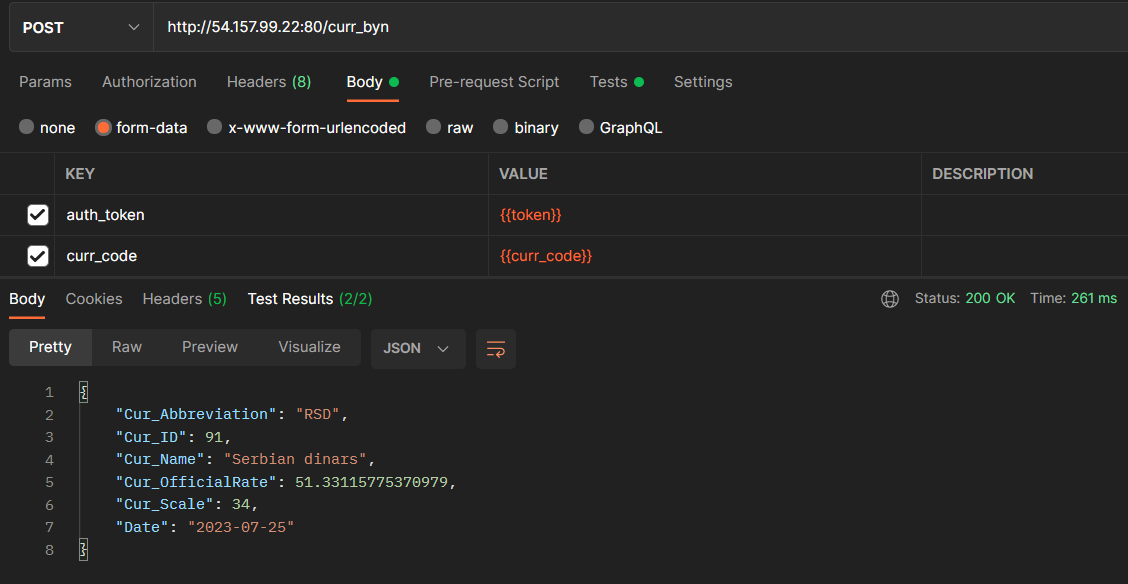 POST http://54.157.99.22:80/curr_byn
Params Authorization Headers (8) Body Pre-request Script Tests Settings
none form-data x-www-form-urlencoded raw binary GraphQL
KEY VALUE DESCRIPTION
auth_token {{token}}
curr_code {{curr_code}}
Body Cookies Headers (5) Test Results (2/2) Status: 200 OK Time: 261 ms
Pretty Raw Preview Visualize JSON
1 {
2 "Cur_Abbreviation": "RSD",
3 "Cur_ID": 91,
4 "Cur_Name": "Serbian dinars",
5 "Cur_OfficialRate": 51.33115775370979,
6 "Cur_Scale": 34,
7 "Date": "2023-07-25"
8 }